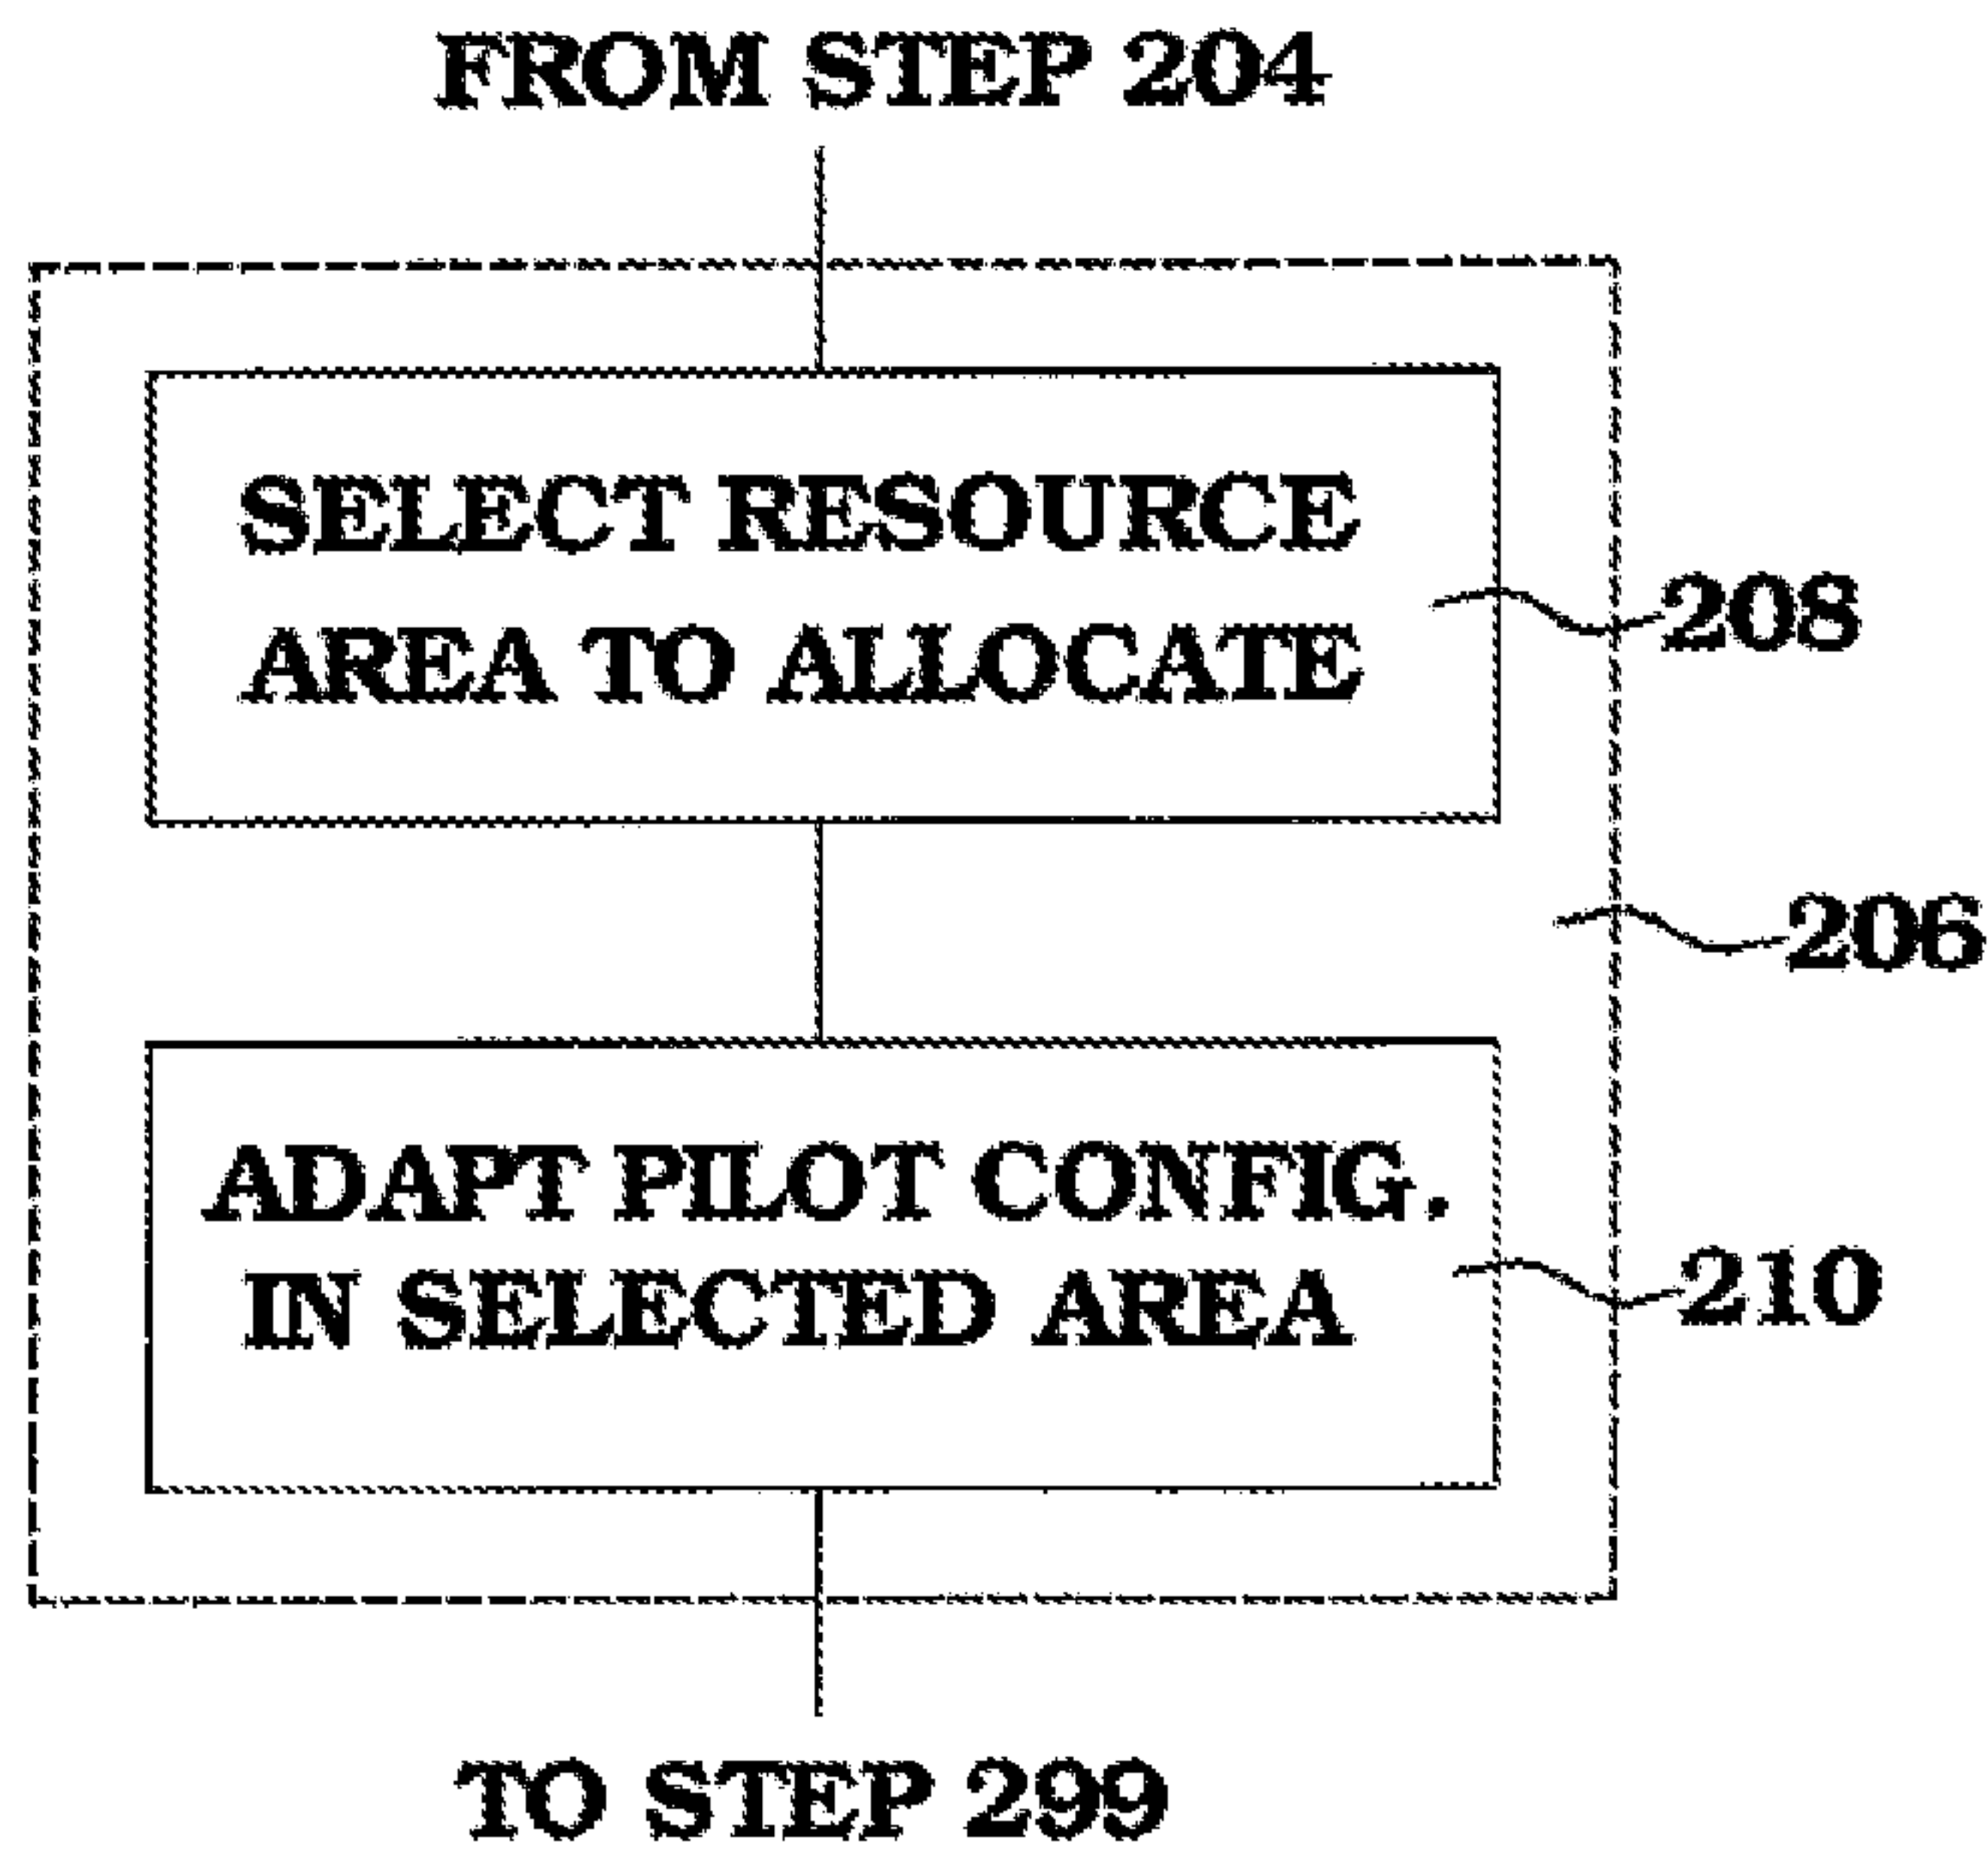 FROM STEP 204
SELECT RESOURCE
AREA TO ALLOCATE
208
206
ADAPT PILOT CONFIG,
IN SELECTED AREA
210
TO STEP 299